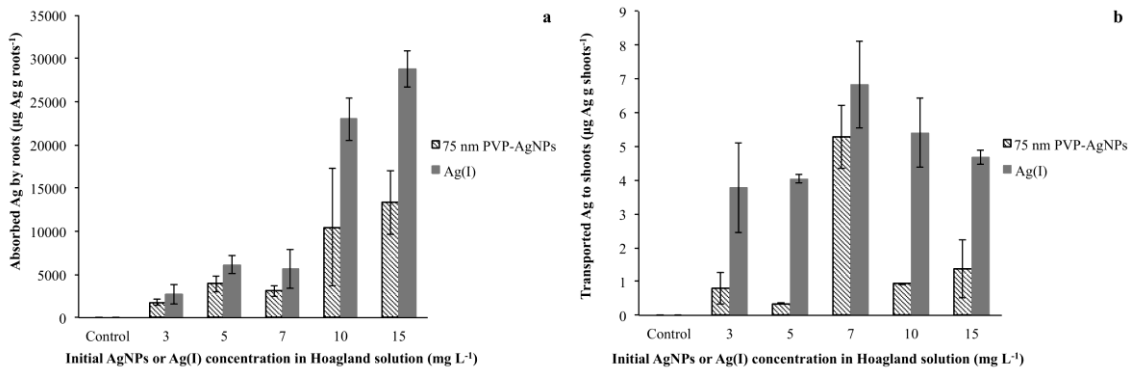 a
Absorbed Ag by roots (µg Ag g roots⁻¹)
35000
30000
25000
20000
15000
10000
5000
0
Control 3 5 7 10 15
Initial AgNPs or Ag(I) concentration in Hoagland solution (mg L⁻¹)
75 nm PVP-AgNPs
Ag(I)
b
Transported Ag to shoots (µg Ag g shoots⁻¹)
9
8
7
6
5
4
3
2
1
0
Control 3 5 7 10 15
Initial AgNPs or Ag(I) concentration in Hoagland solution (mg L⁻¹)
75 nm PVP-AgNPs
Ag(I)